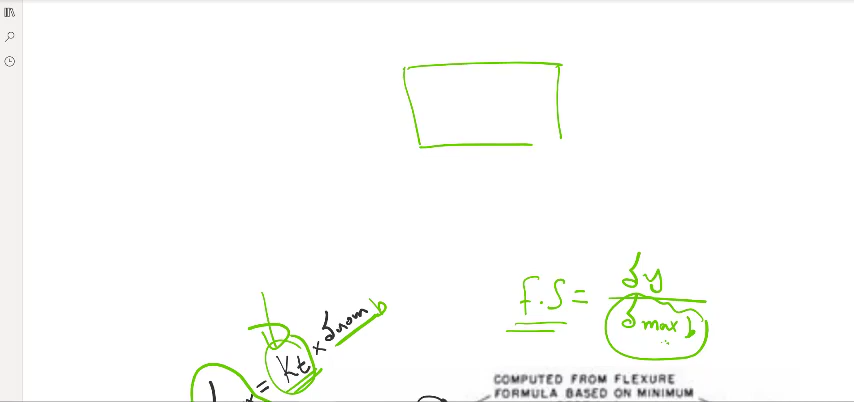 F.S = σy
σmax b
= Kt × σnom b
COMPUTED FROM FLEXURE
FORMULA BASED ON MINIMUM